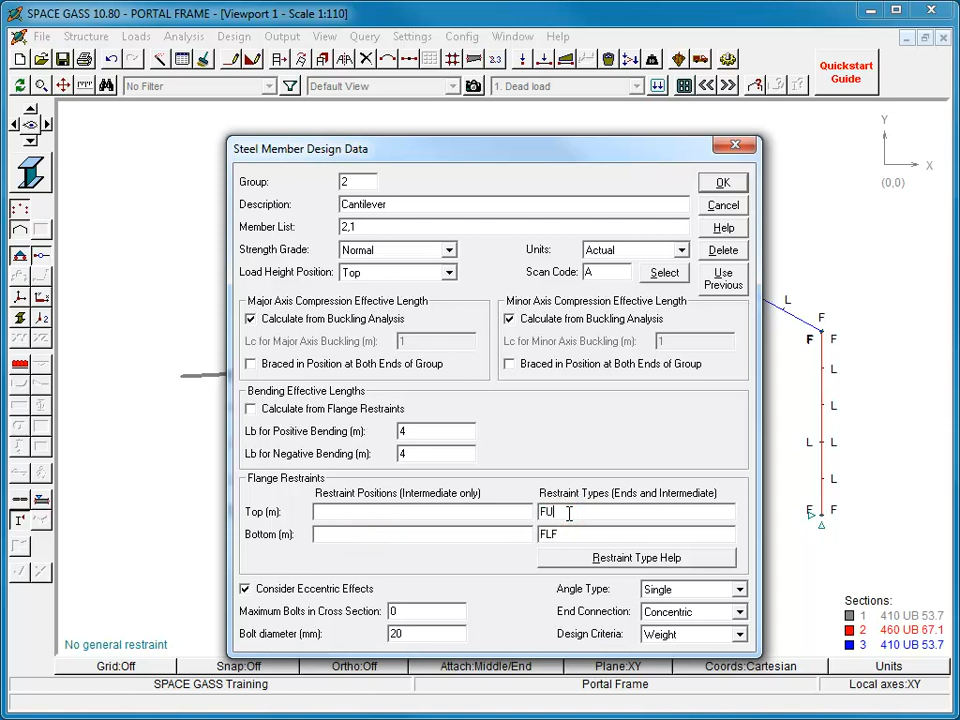 SPACE GASS 10.80 - PORTAL FRAME - [Viewport 1 - Scale 1:110]
File Structure Loads Analysis Design Output View Query Settings Config Window Help
2.3
Quickstart Guide
No Filter Default View 1. Dead load
Steel Member Design Data
Group: 2 OK
Description: Cantilever Cancel
Member List: 2,1 Help
Strength Grade: Normal Units: Actual Delete
Load Height Position: Top Scan Code: A Select Use Previous
Major Axis Compression Effective Length Minor Axis Compression Effective Length
Calculate from Buckling Analysis Calculate from Buckling Analysis
Lc for Major Axis Buckling (m): 1 Lc for Minor Axis Buckling (m): 1
Braced in Position at Both Ends of Group Braced in Position at Both Ends of Group
Bending Effective Lengths
Calculate from Flange Restraints
Lb for Positive Bending (m): 4
Lb for Negative Bending (m): 4
Flange Restraints
Restraint Positions (Intermediate only) Restraint Types (Ends and Intermediate)
Top (m): FU
Bottom (m): FLF
Restraint Type Help
Consider Eccentric Effects Angle Type: Single
Maximum Bolts in Cross Section: 0 End Connection: Concentric
Bolt diameter (mm): 20 Design Criteria: Weight
Y
X
(0,0)
L
F
F F
L
L
L L
L
F F
Sections:
1 410 UB 53.7
2 460 UB 67.1
3 410 UB 53.7
No general restraint
Grid:Off Snap:Off Ortho:Off Attach:Middle/End Plane:XY Coords:Cartesian Units
SPACE GASS Training Portal Frame Local axes:XY